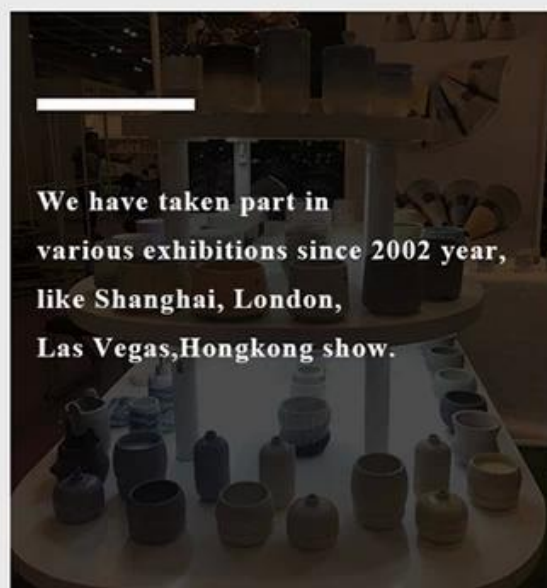 We have taken part in
various exhibitions since 2002 year,
like Shanghai, London,
Las Vegas,Hongkong show.